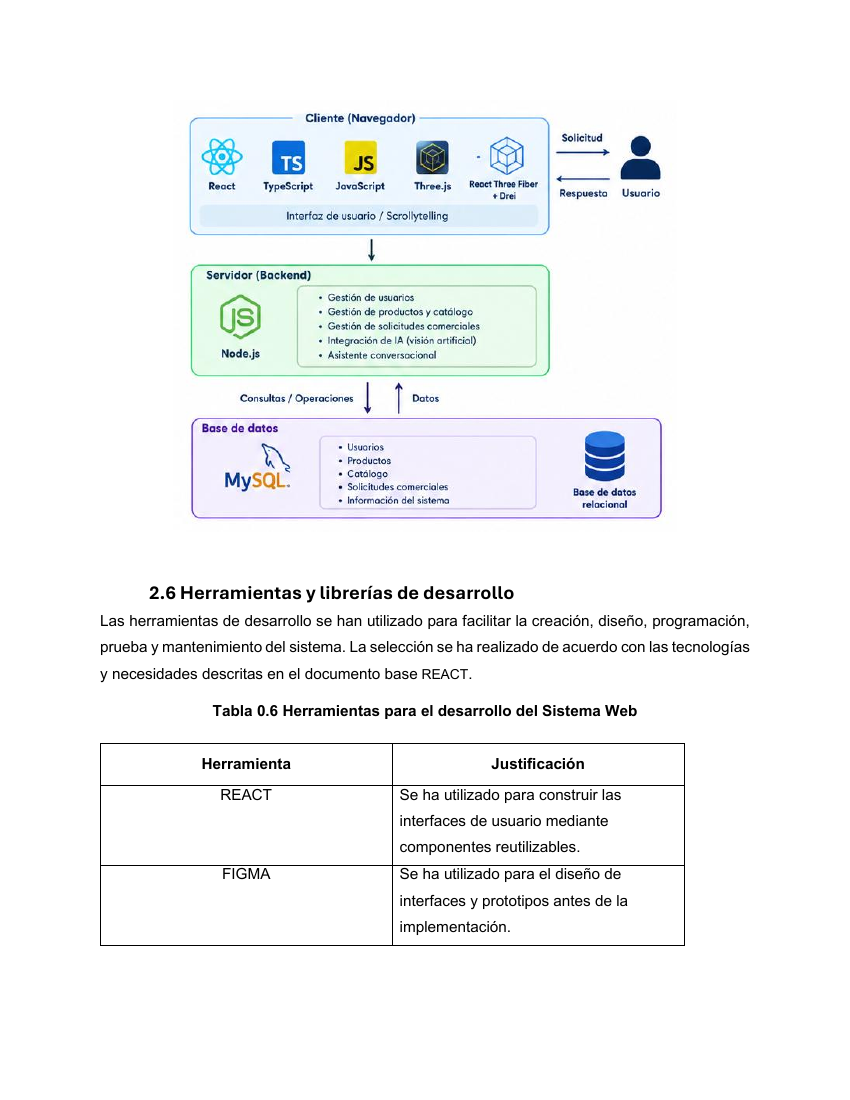 Cliente (Navegador)
React
TS
TypeScript
JS
JavaScript
Three.js
React Three Fiber
+ Drei
Interfaz de usuario / Scrollytelling
Solicitud
Respuesta
Usuario
Servidor (Backend)
JS
Node.js
• Gestión de usuarios
• Gestión de productos y catálogo
• Gestión de solicitudes comerciales
• Integración de IA (visión artificial)
• Asistente conversacional
Consultas / Operaciones
Datos
Base de datos
MySQL.
• Usuarios
• Productos
• Catálogo
• Solicitudes comerciales
• Información del sistema
Base de datos
relacional
2.6 Herramientas y librerías de desarrollo
Las herramientas de desarrollo se han utilizado para facilitar la creación, diseño, programación,
prueba y mantenimiento del sistema. La selección se ha realizado de acuerdo con las tecnologías
y necesidades descritas en el documento base REACT.
Tabla 0.6 Herramientas para el desarrollo del Sistema Web
Herramienta
Justificación
REACT
Se ha utilizado para construir las
interfaces de usuario mediante
componentes reutilizables.
FIGMA
Se ha utilizado para el diseño de
interfaces y prototipos antes de la
implementación.